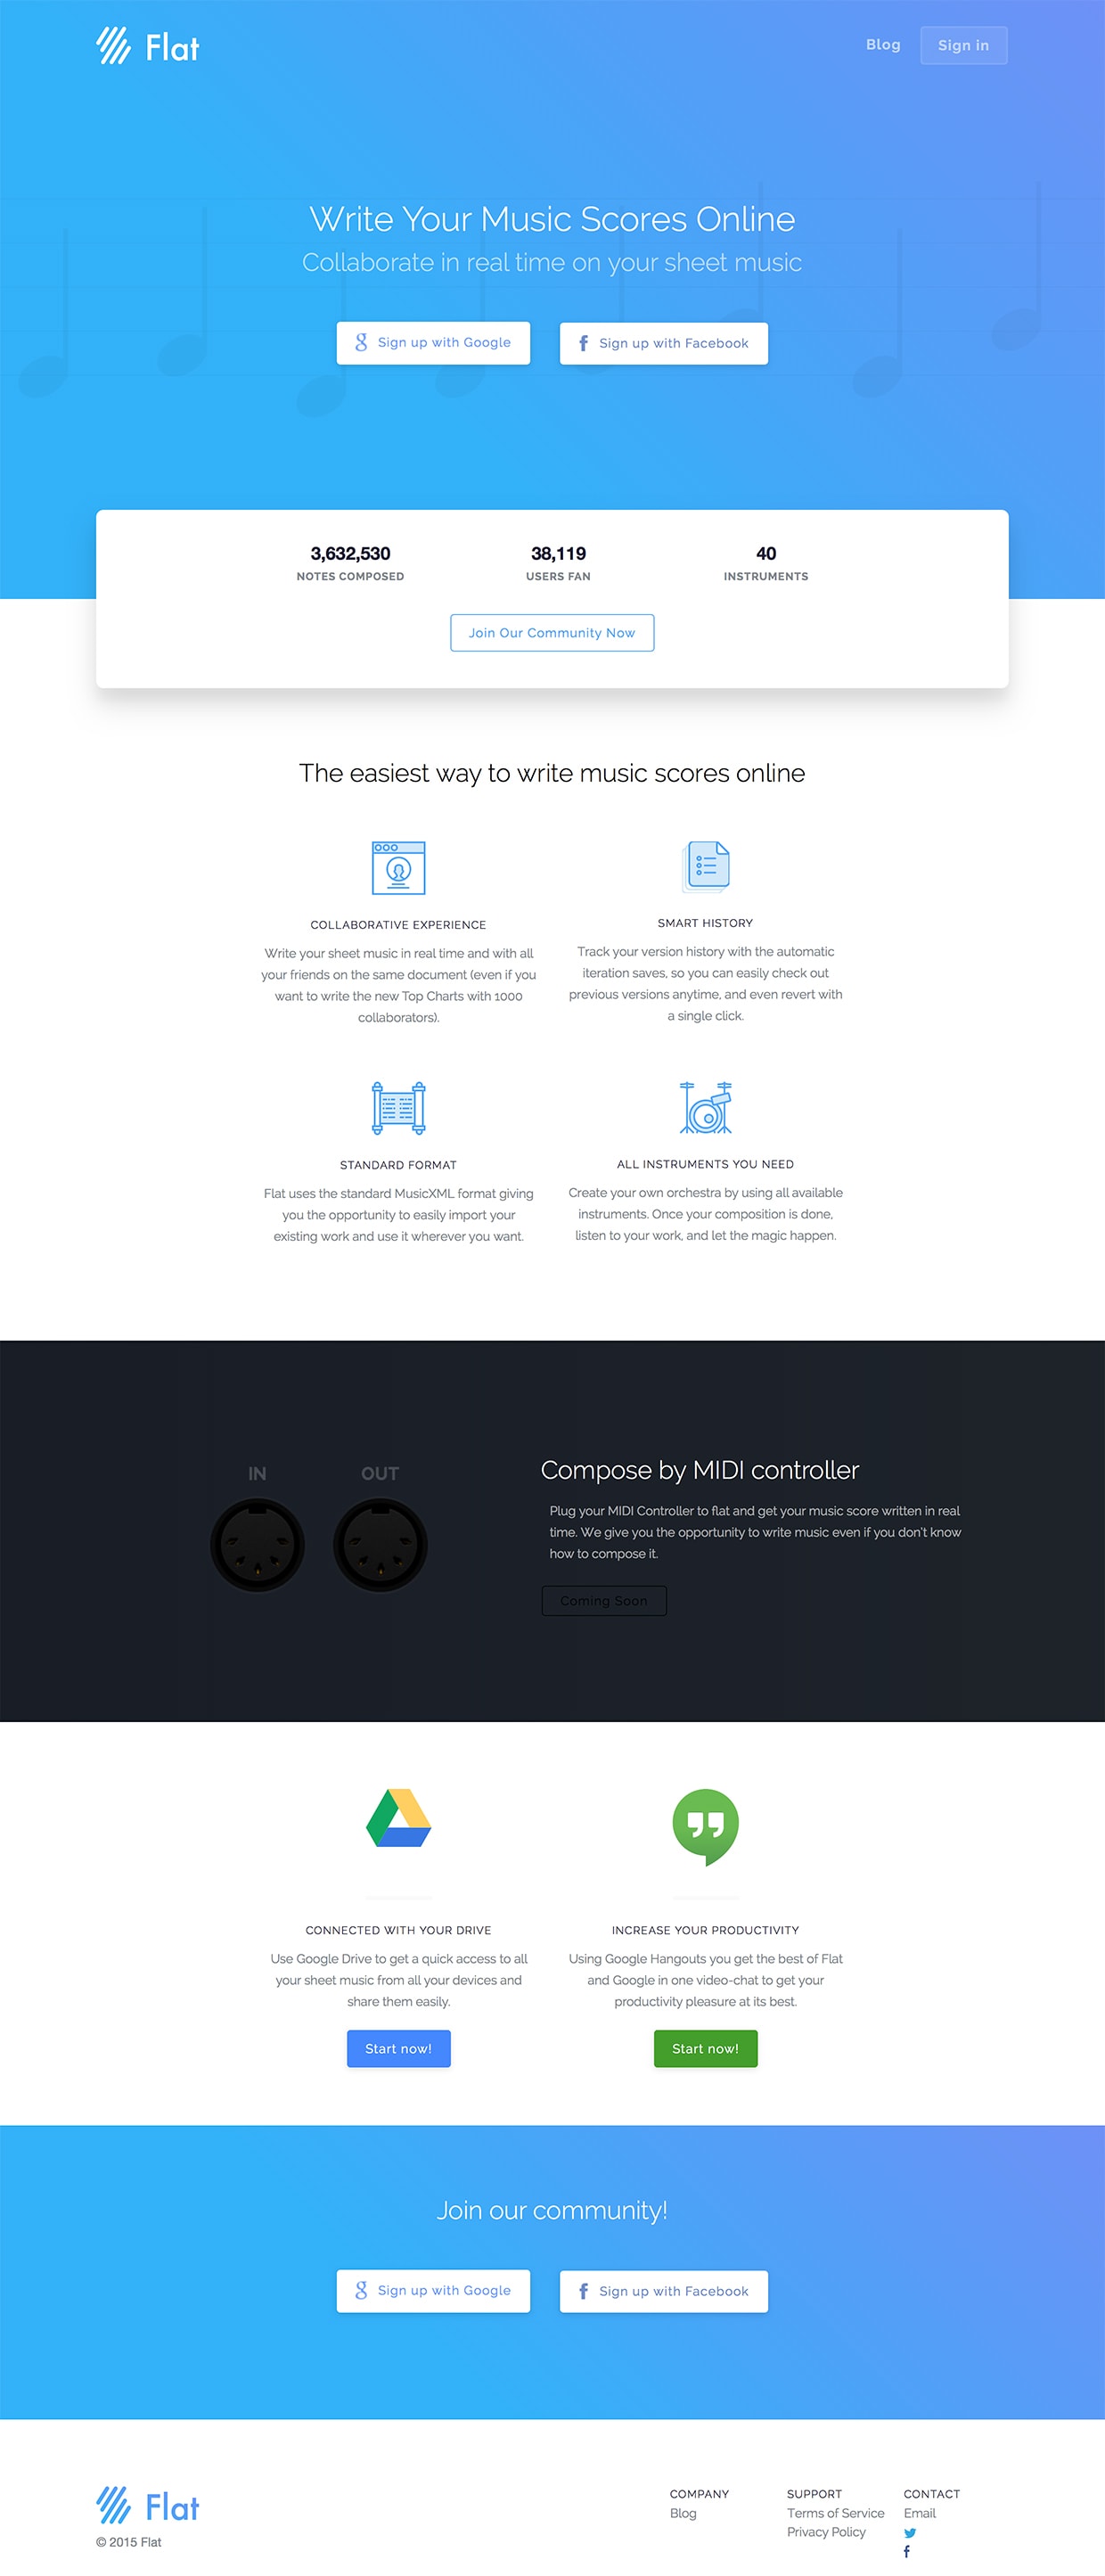 Flat
Blog
Sign in
Write Your Music Scores Online
Collaborate in real time on your sheet music
Sign up with Google
Sign up with Facebook
3,632,530
NOTES COMPOSED
38,119
USERS FAN
40
INSTRUMENTS
Join Our Community Now
The easiest way to write music scores online
COLLABORATIVE EXPERIENCE
Write your sheet music in real time and with all
your friends on the same document (even if you
want to write the new Top Charts with 1000
collaborators).
SMART HISTORY
Track your version history with the automatic
iteration saves, so you can easily check out
previous versions anytime, and even revert with
a single click.
STANDARD FORMAT
Flat uses the standard MusicXML format giving
you the opportunity to easily import your
existing work and use it wherever you want.
ALL INSTRUMENTS YOU NEED
Create your own orchestra by using all available
instruments. Once your composition is done,
listen to your work, and let the magic happen.
IN
OUT
Compose by MIDI controller
Plug your MIDI Controller to flat and get your music score written in real
time. We give you the opportunity to write music even if you don't know
how to compose it.
Coming Soon
CONNECTED WITH YOUR DRIVE
Use Google Drive to get a quick access to all
your sheet music from all your devices and
share them easily.
Start now!
INCREASE YOUR PRODUCTIVITY
Using Google Hangouts you get the best of Flat
and Google in one video-chat to get your
productivity pleasure at its best.
Start now!
Join our community!
Sign up with Google
Sign up with Facebook
Flat
© 2015 Flat
COMPANY
Blog
SUPPORT
Terms of Service
Privacy Policy
CONTACT
Email